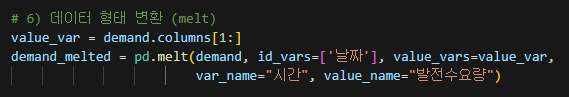 # 6) 데이터 형태 변환 (melt)
value_var = demand.columns[1:]
demand_melted = pd.melt(demand, id_vars=['날짜'], value_vars=value_var,
var_name="시간", value_name="발전수요량")